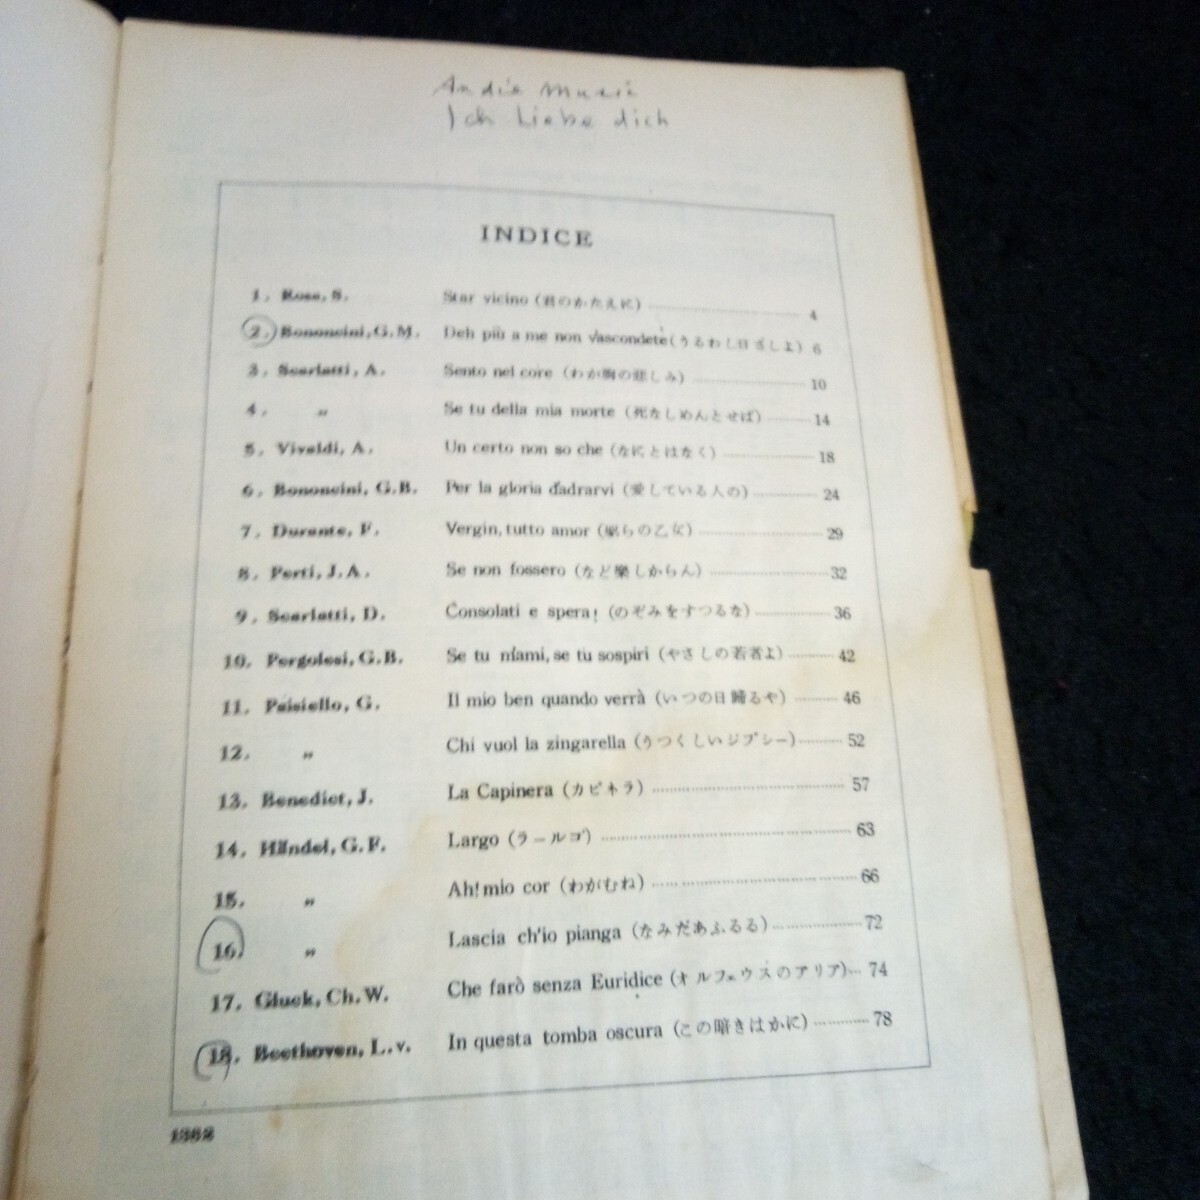 An die Musik
Ich Liebe dich
INDICE
1. Rosa, S. Star vicino (君のかたえに) 4
2. Bononcini, G.M. Deh più a me non v'ascondete (うるわし目ざしよ) 6
3. Scarlatti, A. Sento nel core (わが胸の悲しみ) 10
4. 〃 Se tu della mia morte (死なしめんとせば) 14
5. Vivaldi, A. Un certo non so che (なにとはなく) 18
6. Bononcini, G.B. Per la gloria d'adrarvi (愛している人の) 24
7. Durante, F. Vergin, tutto amor (愛らの乙女) 29
8. Perti, J.A. Se non fossero (など樂しからん) 32
9. Scarlatti, D. Consolati e spera! (のぞみをすつるな) 36
10. Pergolesi, G.B. Se tu m'ami, se tu sospiri (やさしの若者よ) 42
11. Paisiello, G. Il mio ben quando verrà (いつの日歸るや) 46
12. 〃 Chi vuol la zingarella (うつくしいジプシー) 52
13. Benedict, J. La Capinera (カピネラ) 57
14. Händel, G.F. Largo (ラールゴ) 63
15. 〃 Ah! mio cor (わがむね) 66
16. 〃 Lascia ch'io pianga (なみだあふるる) 72
17. Gluck, Ch.W. Che farò senza Euridice (オルフェウスのアリア) 74
18. Beethoven, L.v. In questa tomba oscura (この暗きはかに) 78
1362